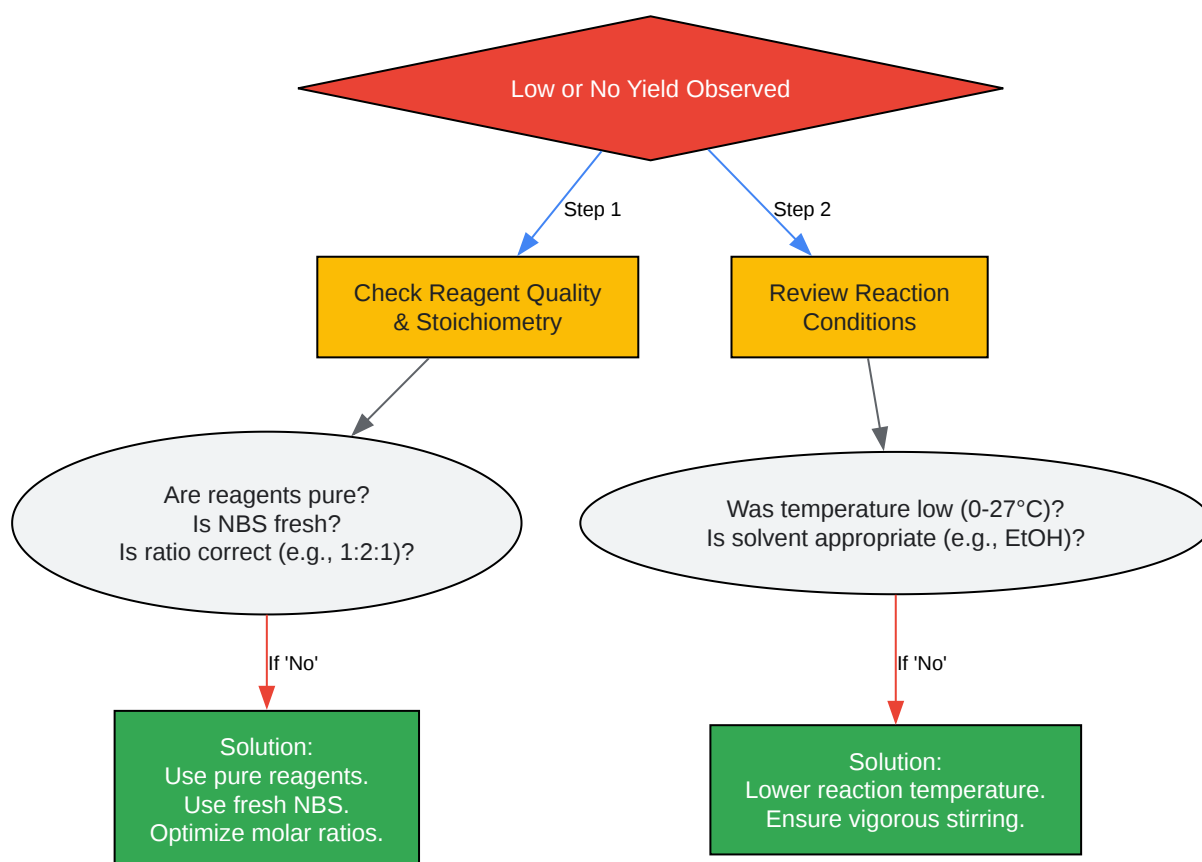 Low or No Yield Observed
Step 1
Step 2
Check Reagent Quality
& Stoichiometry
Review Reaction
Conditions
Are reagents pure?
Is NBS fresh?
Is ratio correct (e.g., 1:2:1)?
Was temperature low (0-27°C)?
Is solvent appropriate (e.g., EtOH)?
If 'No'
If 'No'
Solution:
Use pure reagents.
Use fresh NBS.
Optimize molar ratios.
Solution:
Lower reaction temperature.
Ensure vigorous stirring.